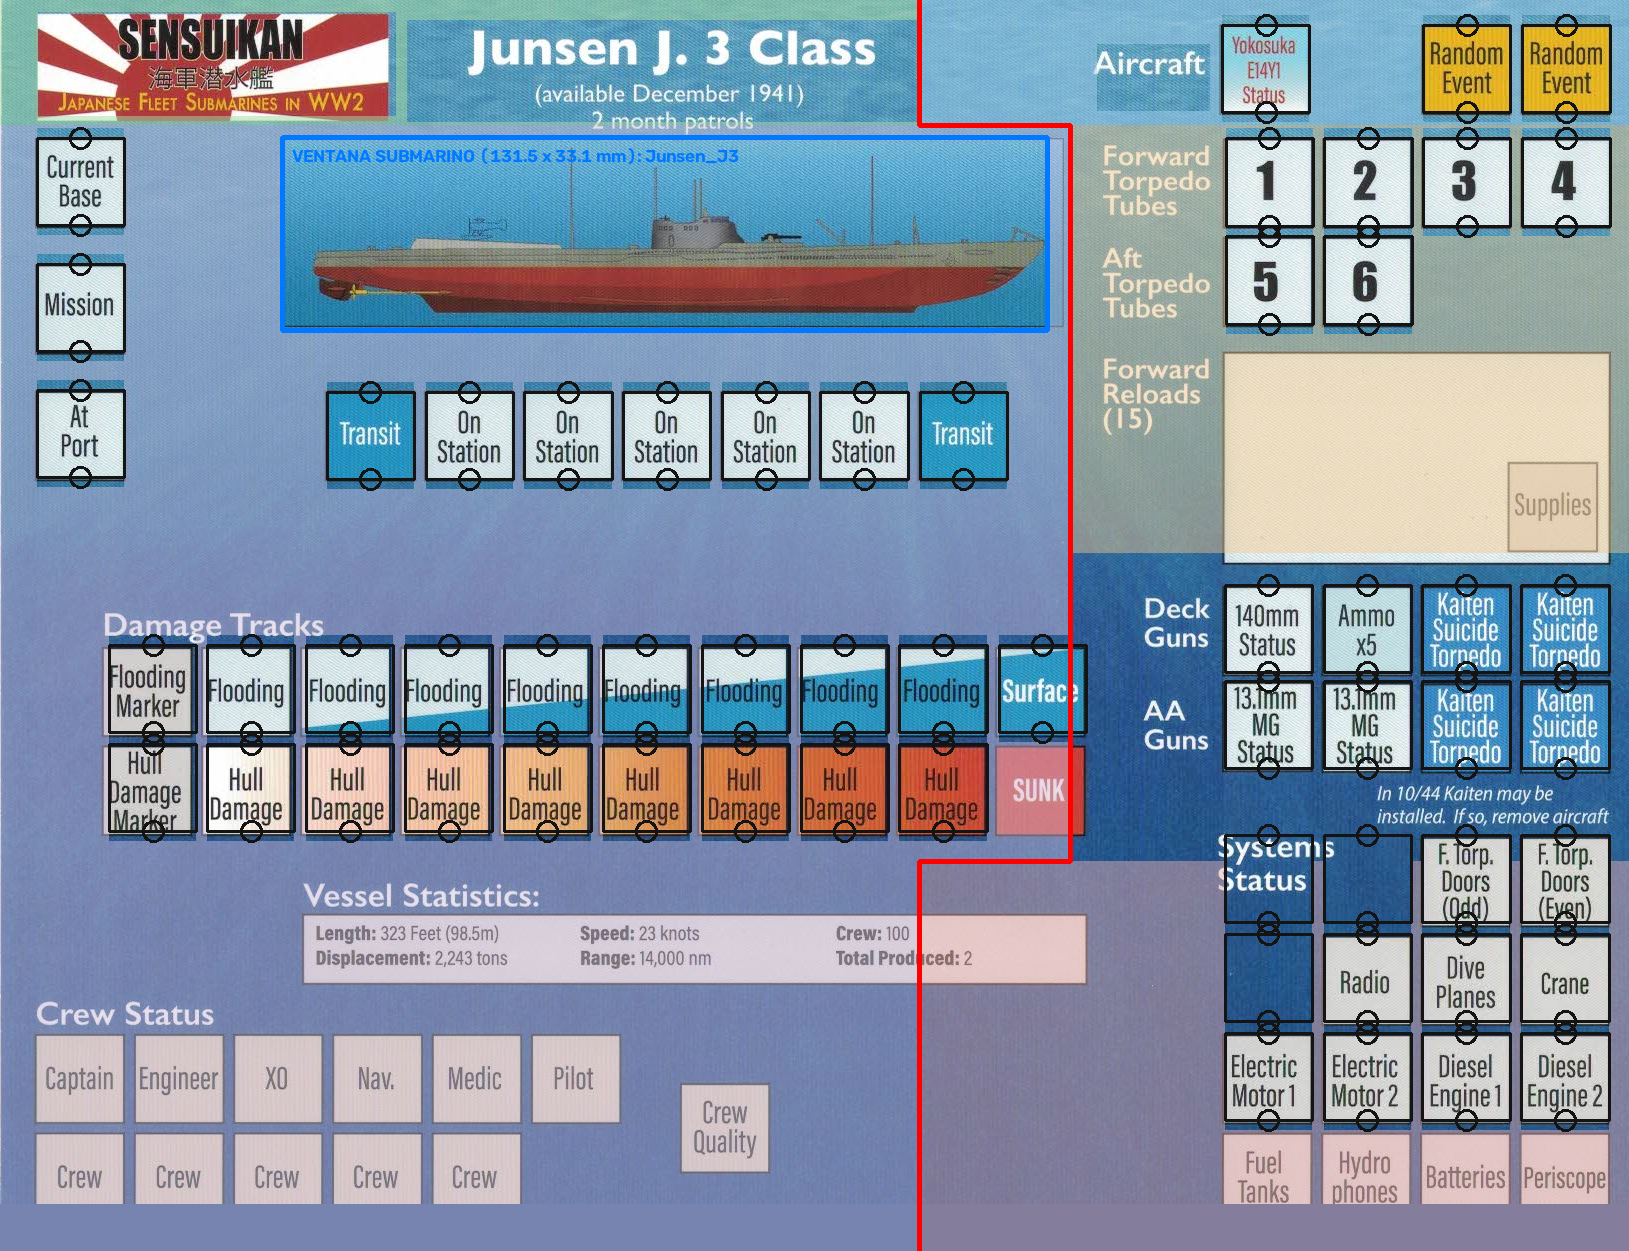 SENSUIKAN
海軍潜水艦
JAPANESE FLEET SUBMARINES IN WW2
Junsen J. 3 Class
(available December 1941)
2 month patrols
Aircraft
Yokosuka
E14Y1
Status
Random
Event
Random
Event
Current
Base
Mission
At
Port
VENTANA SUBMARINO (131.5 x 33.1 mm): Junsen_J3
Forward
Torpedo
Tubes
1
2
3
4
Aft
Torpedo
Tubes
5
6
Forward
Reloads
(15)
Supplies
Transit
On
Station
On
Station
On
Station
On
Station
On
Station
Transit
Damage Tracks
Flooding
Marker
Flooding
Flooding
Flooding
Flooding
Flooding
Flooding
Flooding
Flooding
Surface
Hull
Damage
Marker
Hull
Damage
Hull
Damage
Hull
Damage
Hull
Damage
Hull
Damage
Hull
Damage
Hull
Damage
Hull
Damage
SUNK
Deck
Guns
140mm
Status
Ammo
x5
Kaiten
Suicide
Torpedo
Kaiten
Suicide
Torpedo
AA
Guns
13.1mm
MG
Status
13.1mm
MG
Status
Kaiten
Suicide
Torpedo
Kaiten
Suicide
Torpedo
In 10/44 Kaiten may be
installed. If so, remove aircraft
Systems
Status
F. Torp.
Doors
(Odd)
F. Torp.
Doors
(Even)
Radio
Dive
Planes
Crane
Electric
Motor 1
Electric
Motor 2
Diesel
Engine 1
Diesel
Engine 2
Fuel
Tanks
Hydro
phones
Batteries
Periscope
Vessel Statistics:
Length: 323 Feet (98.5m)
Speed: 23 knots
Crew: 100
Displacement: 2,243 tons
Range: 14,000 nm
Total Produced: 2
Crew Status
Captain
Engineer
XO
Nav.
Medic
Pilot
Crew
Quality
Crew
Crew
Crew
Crew
Crew